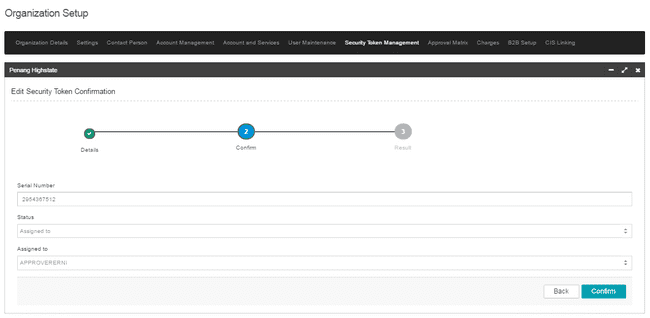 Organization Setup
Organization Details Settings Contact Person Account Management Account and Services User Maintenance Security Token Management Approval Matrix Charges B2B Setup CIS Linking
Penang Highstate
Edit Security Token Confirmation
2 3
Details Confirm Result
Serial Number
2954367512
Status
Assigned to
Assigned to
APPROVERERNI
Back Confirm